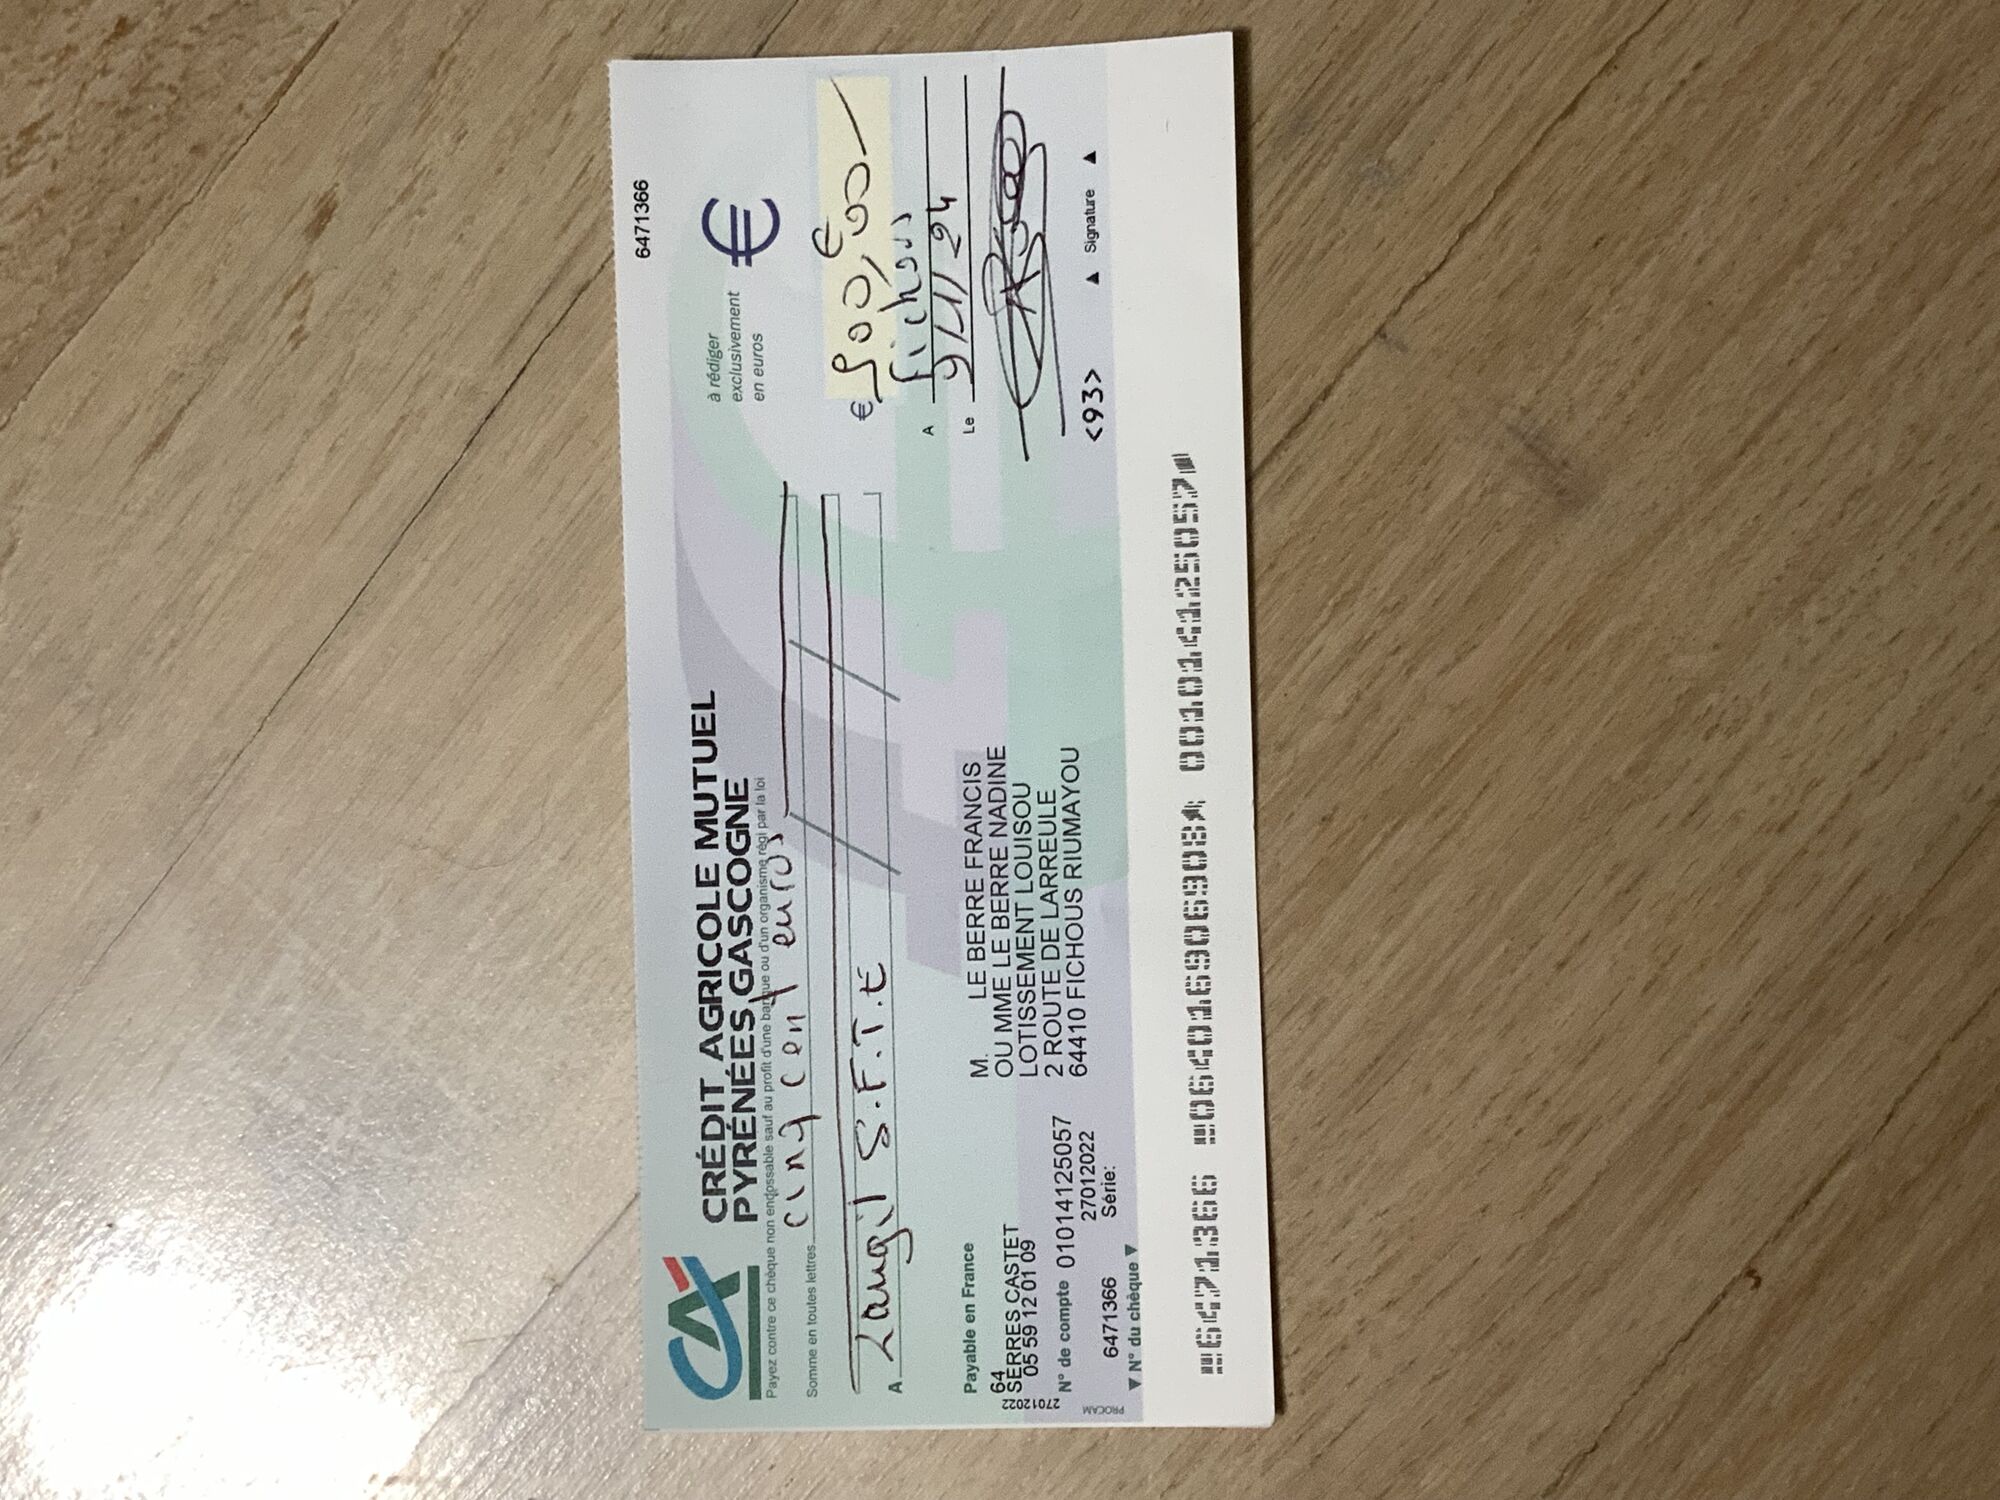 6471366
CRÉDIT AGRICOLE MUTUEL
PYRÉNÉES GASCOGNE
à rédiger
exclusivement
en euros
€
Payez contre ce chèque non endossable sauf au profit d'une banque ou d'un organisme régi par la loi
Somme en toutes lettres
cinq cent euros
€ 500,00 €
A S.F.T.E
A fichous
Le 9/11/24
Payable en France
64
SERRES CASTET
05 59 12 01 09
27012022
M. LE BERRE FRANCIS
OU MME LE BERRE NADINE
LOTISSEMENT LOUISOU
2 ROUTE DE LARREULE
64410 FICHOUS RIUMAYOU
N° de compte 01014125057
27012022
6471366 Série:
▼ N° du chèque ▼
PROCAM
<93>
▲ Signature ▲
6471366 064016906908 001014125057